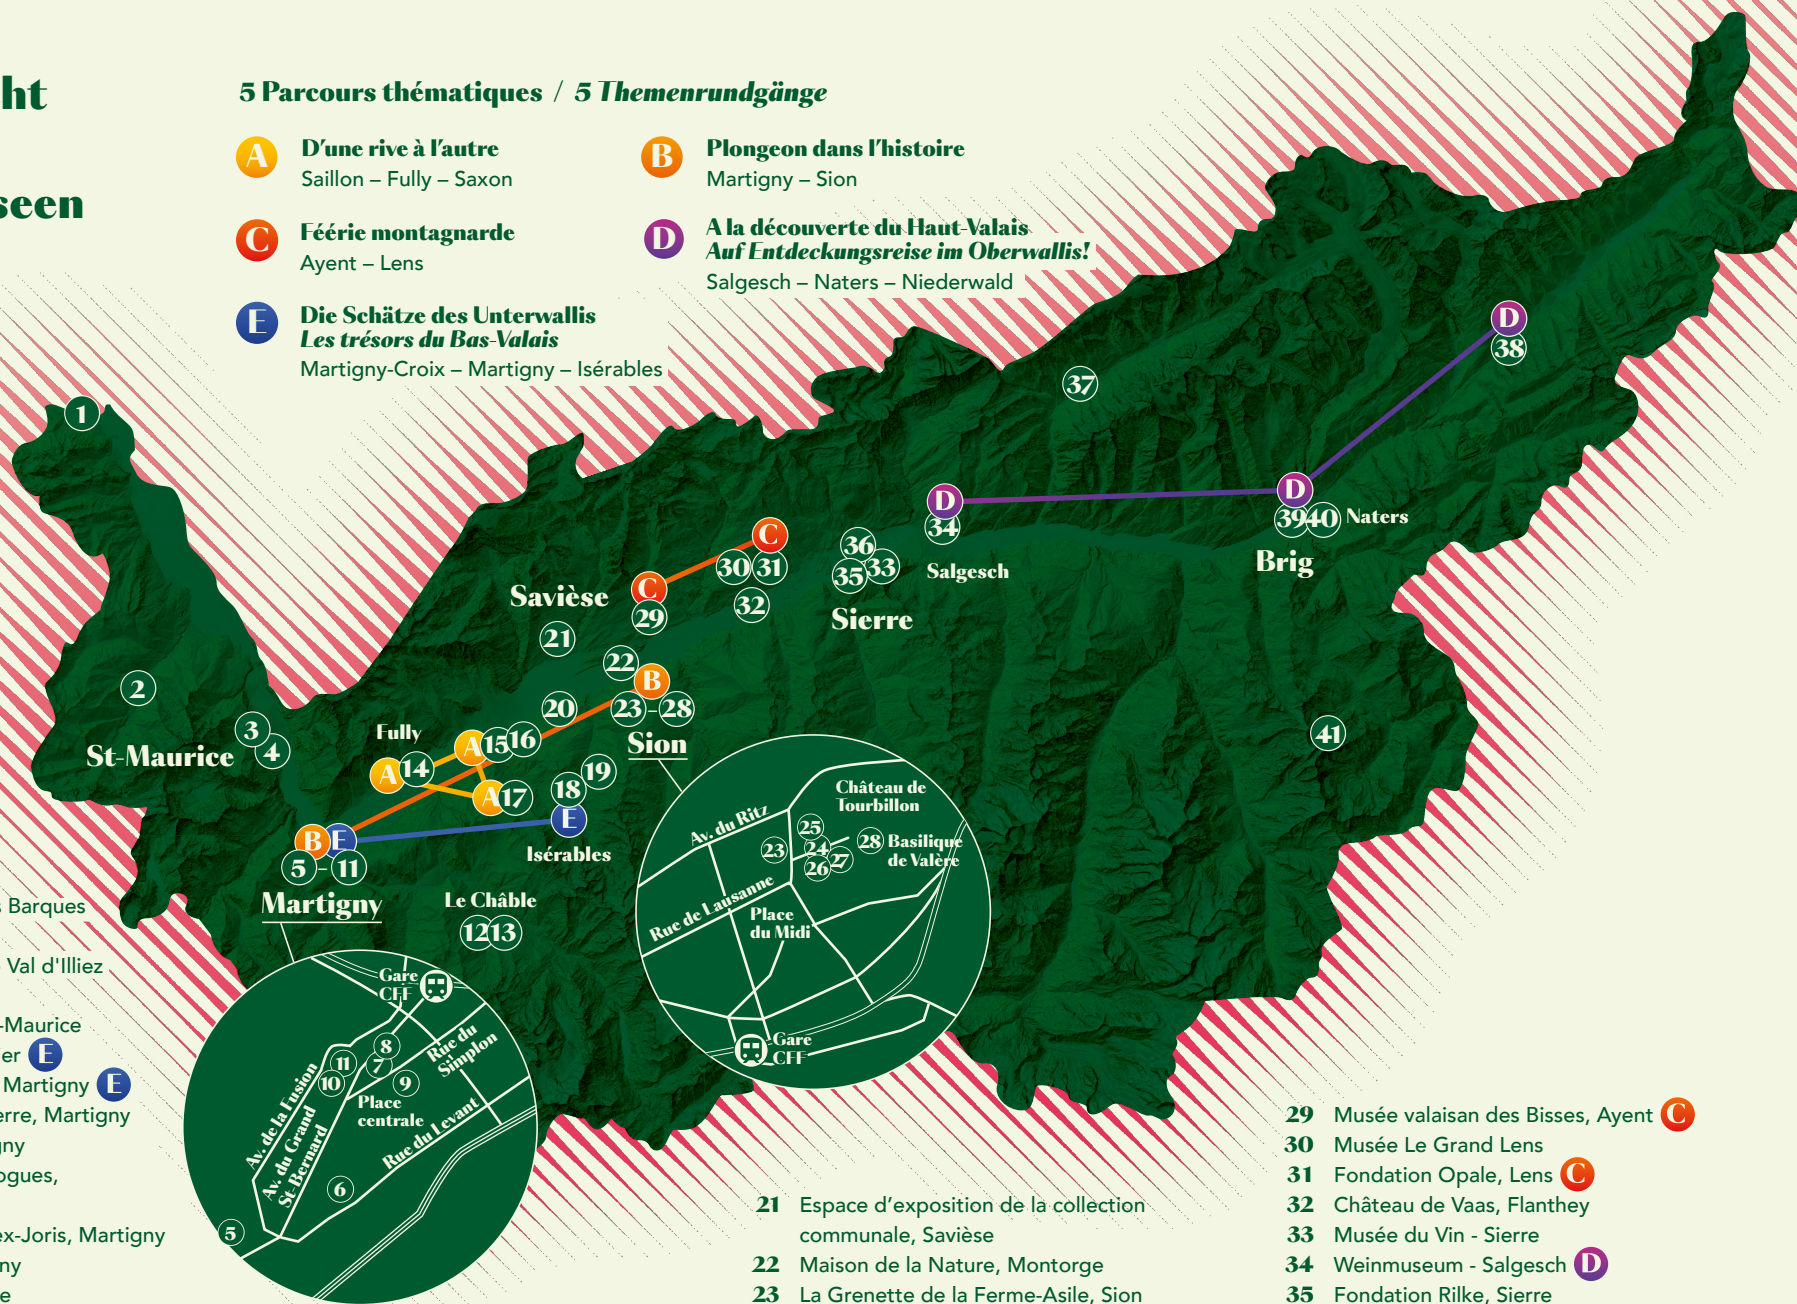 ht
seen
5 Parcours thématiques / 5 Themenrundgänge
A D'une rive à l'autre
Saillon – Fully – Saxon
B Plongeon dans l'histoire
Martigny – Sion
C Féérie montagnarde
Ayent – Lens
D A la découverte du Haut-Valais
Auf Entdeckungsreise im Oberwallis!
Salgesch – Naters – Niederwald
E Die Schätze des Unterwallis
Les trésors du Bas-Valais
Martigny-Croix – Martigny – Isérables
1
2
3
4
St-Maurice
Fully
A 14
A 15 16
A 17
20
18
19
E
Isérables
B E
5 - 11
Martigny
Le Châble
12 13
Savièse
21
22
B
23 - 28
Sion
C
29
C
30 31
32
36
35 33
Sierre
D
34
Salgesch
37
D
38
D
39 40 Naters
Brig
41
Gare
CFF
8
7
11
10
9
Rue du
Simplon
Place
centrale
Av. de la Fusion
Av. du Grand
St-Bernard
Rue du Levant
6
5
Château de
Tourbillon
Av. du Ritz
25
23
24
26
27
28 Basilique
de Valère
Rue de Lausanne
Place
du Midi
Gare
CFF
s Barques
Val d'Illiez
-Maurice
er E
Martigny E
erre, Martigny
gny
ogues,
ex-Joris, Martigny
ny
e
21 Espace d'exposition de la collection
communale, Savièse
22 Maison de la Nature, Montorge
23 La Grenette de la Ferme-Asile, Sion
29 Musée valaisan des Bisses, Ayent C
30 Musée Le Grand Lens
31 Fondation Opale, Lens C
32 Château de Vaas, Flanthey
33 Musée du Vin - Sierre
34 Weinmuseum - Salgesch D
35 Fondation Rilke, Sierre